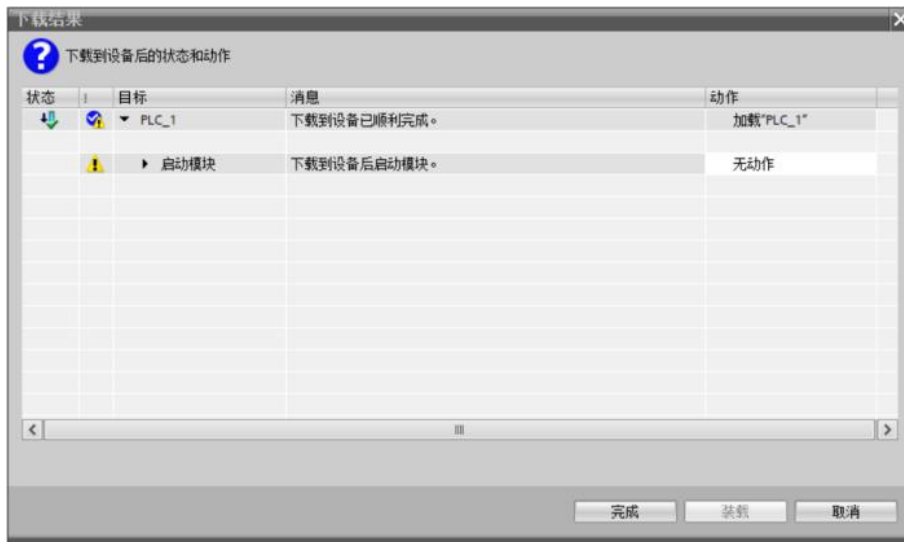 下载结果
下载到设备后的状态和动作
状态 ! 目标 消息 动作
PLC_1 下载到设备已顺利完成。 加载“PLC_1”
启动模块 下载到设备后启动模块。 无动作
完成 装载 取消